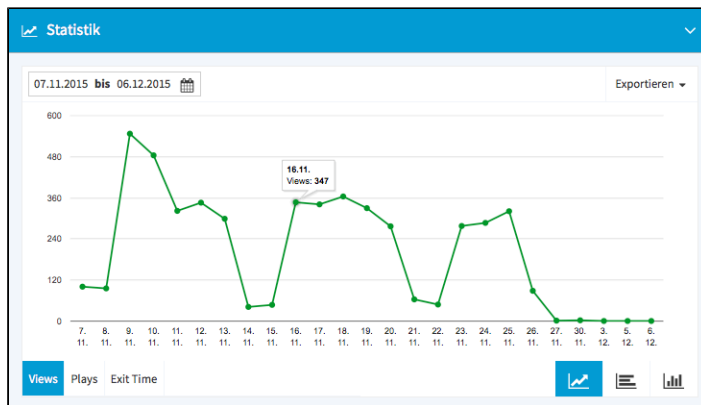 Statistik
07.11.2015 bis 06.12.2015
Exportieren
600
480
360
240
120
0
16.11.
Views: 347
7. 8. 9. 10. 11. 12. 13. 14. 15. 16. 17. 18. 19. 20. 21. 22. 23. 24. 25. 26. 27. 30. 3. 5. 6.
11. 11. 11. 11. 11. 11. 11. 11. 11. 11. 11. 11. 11. 11. 11. 11. 11. 11. 11. 11. 11. 11. 12. 12. 12.
Views Plays Exit Time